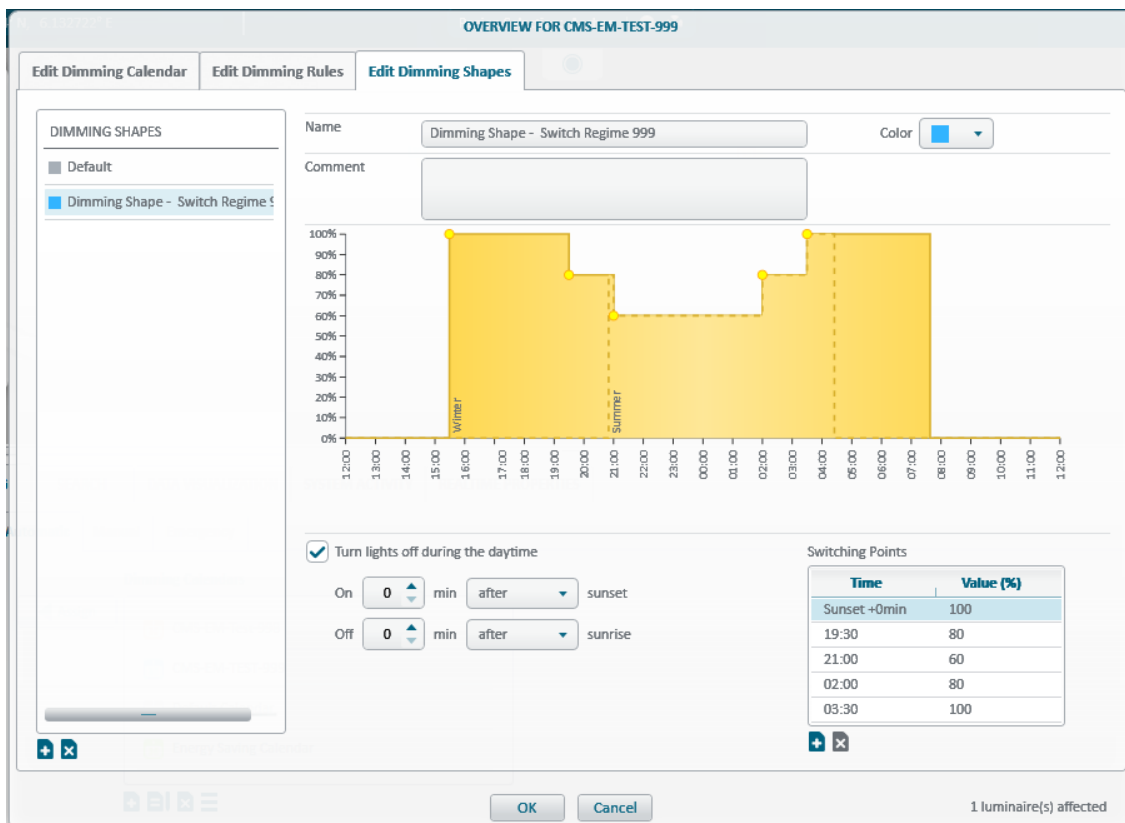 OVERVIEW FOR CMS-EM-TEST-999
Edit Dimming Calendar
Edit Dimming Rules
Edit Dimming Shapes
DIMMING SHAPES
Default
Dimming Shape - Switch Regime
Name
Dimming Shape - Switch Regime 999
Color
Comment
100%
90%
80%
70%
60%
50%
40%
30%
20%
10%
0%
Winter
Summer
12:00
13:00
14:00
15:00
16:00
17:00
18:00
19:00
20:00
21:00
22:00
23:00
00:00
01:00
02:00
03:00
04:00
05:00
06:00
07:00
08:00
09:00
10:00
11:00
12:00
Turn lights off during the daytime
On 0 min after sunset
Off 0 min after sunrise
Switching Points
Time Value (%)
Sunset +0min 100
19:30 80
21:00 60
02:00 80
03:30 100
OK
Cancel
1 luminaire(s) affected